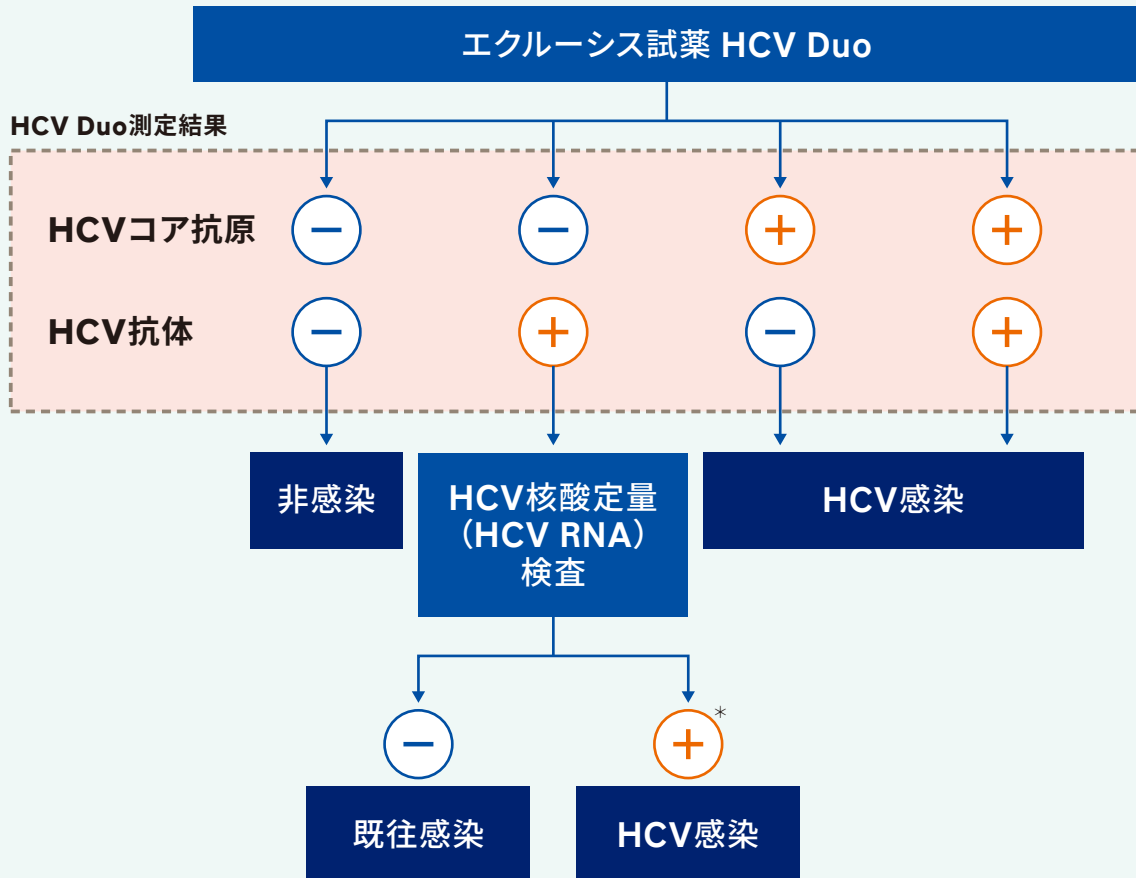 エクルーシス試薬 HCV Duo
HCV Duo測定結果
HCVコア抗原
− − + +
HCV抗体
− + − +
非感染
HCV核酸定量
（HCV RNA）
検査
HCV感染
− +*
既往感染
HCV感染